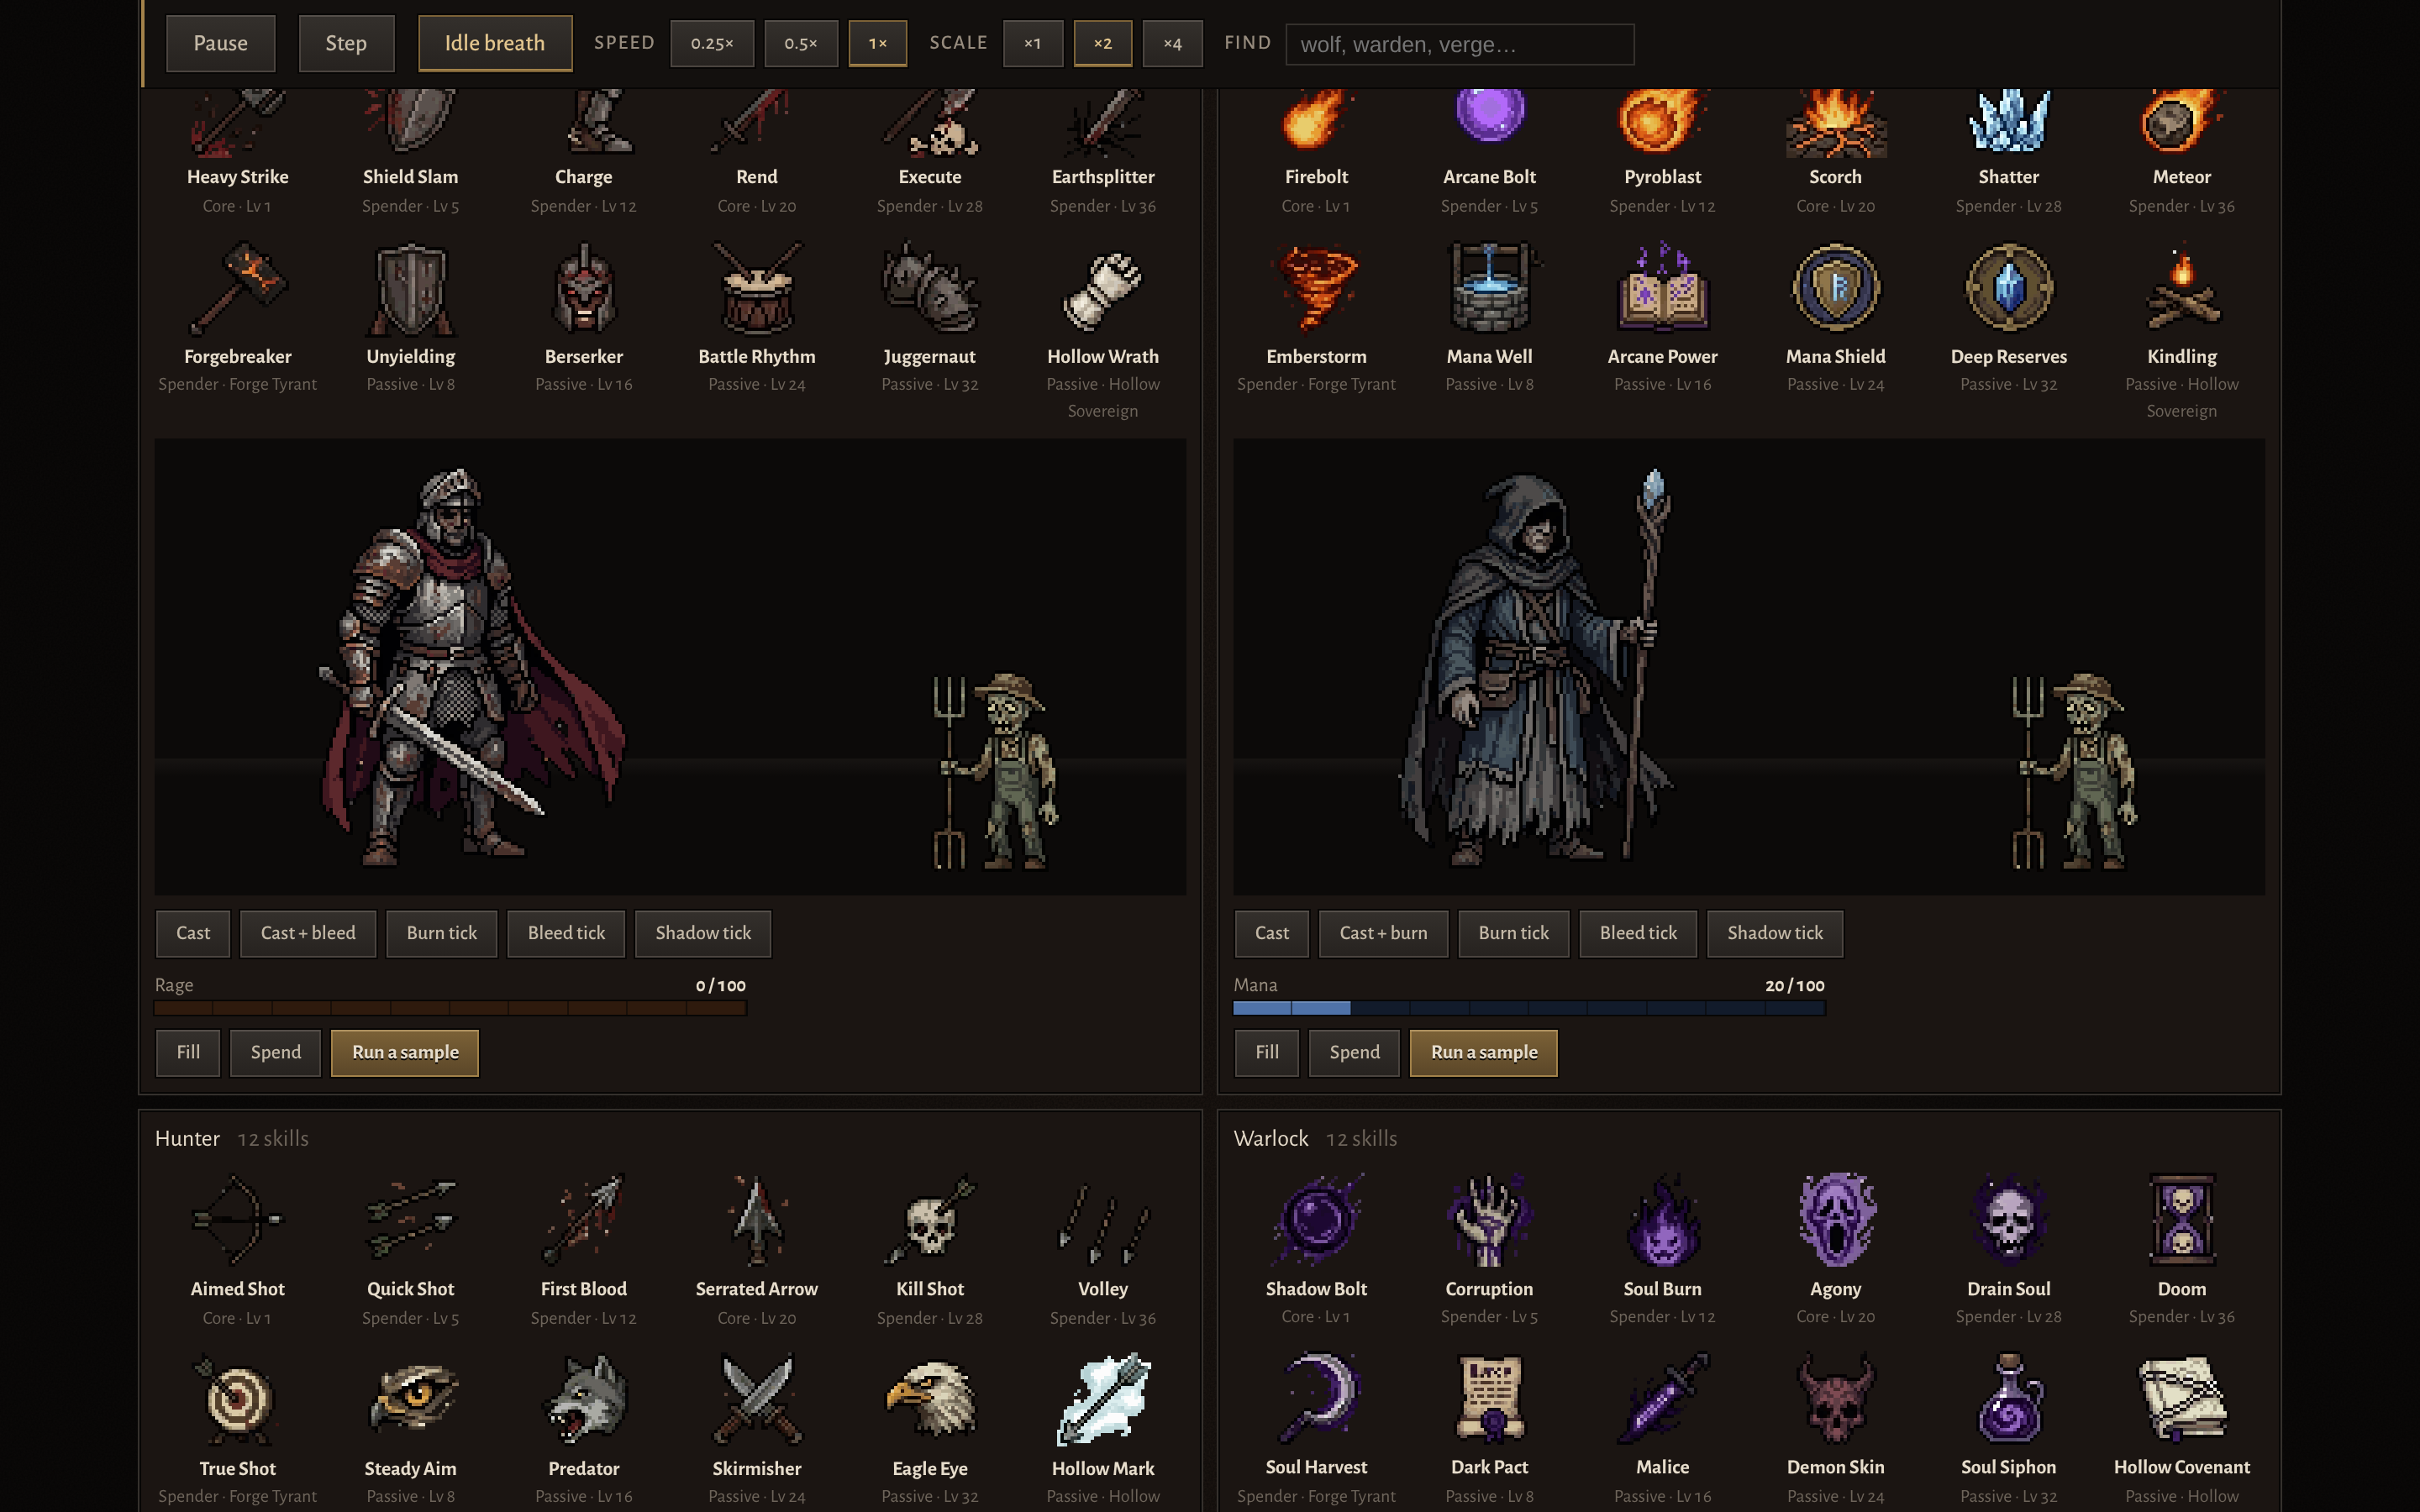 Pause Step Idle breath SPEED 0.25× 0.5× 1× SCALE ×1 ×2 ×4 FIND wolf, warden, verge…
Heavy Strike Shield Slam Charge Rend Execute Earthsplitter
Core · Lv 1 Spender · Lv 5 Spender · Lv 12 Core · Lv 20 Spender · Lv 28 Spender · Lv 36
Forgebreaker Unyielding Berserker Battle Rhythm Juggernaut Hollow Wrath
Spender · Forge Tyrant Passive · Lv 8 Passive · Lv 16 Passive · Lv 24 Passive · Lv 32 Passive · Hollow
Sovereign
Cast Cast + bleed Burn tick Bleed tick Shadow tick
Rage 0 / 100
Fill Spend Run a sample
Firebolt Arcane Bolt Pyroblast Scorch Shatter Meteor
Core · Lv 1 Spender · Lv 5 Spender · Lv 12 Core · Lv 20 Spender · Lv 28 Spender · Lv 36
Emberstorm Mana Well Arcane Power Mana Shield Deep Reserves Kindling
Spender · Forge Tyrant Passive · Lv 8 Passive · Lv 16 Passive · Lv 24 Passive · Lv 32 Passive · Hollow
Sovereign
Cast Cast + burn Burn tick Bleed tick Shadow tick
Mana 20 / 100
Fill Spend Run a sample
Hunter 12 skills
Aimed Shot Quick Shot First Blood Serrated Arrow Kill Shot Volley
Core · Lv 1 Spender · Lv 5 Spender · Lv 12 Core · Lv 20 Spender · Lv 28 Spender · Lv 36
True Shot Steady Aim Predator Skirmisher Eagle Eye Hollow Mark
Spender · Forge Tyrant Passive · Lv 8 Passive · Lv 16 Passive · Lv 24 Passive · Lv 32 Passive · Hollow
Warlock 12 skills
Shadow Bolt Corruption Soul Burn Agony Drain Soul Doom
Core · Lv 1 Spender · Lv 5 Spender · Lv 12 Core · Lv 20 Spender · Lv 28 Spender · Lv 36
Soul Harvest Dark Pact Malice Demon Skin Soul Siphon Hollow Covenant
Spender · Forge Tyrant Passive · Lv 8 Passive · Lv 16 Passive · Lv 24 Passive · Lv 32 Passive · Hollow